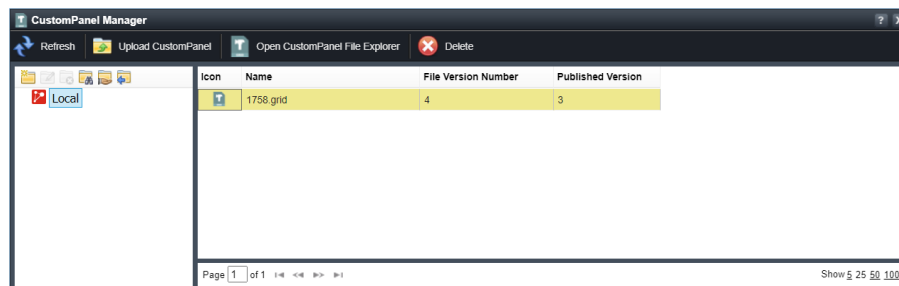 CustomPanel Manager ? X
Refresh Upload CustomPanel Open CustomPanel File Explorer Delete
Icon Name File Version Number Published Version
Local
1758.grid 4 3
Page 1 of 1 Show 5 25 50 100